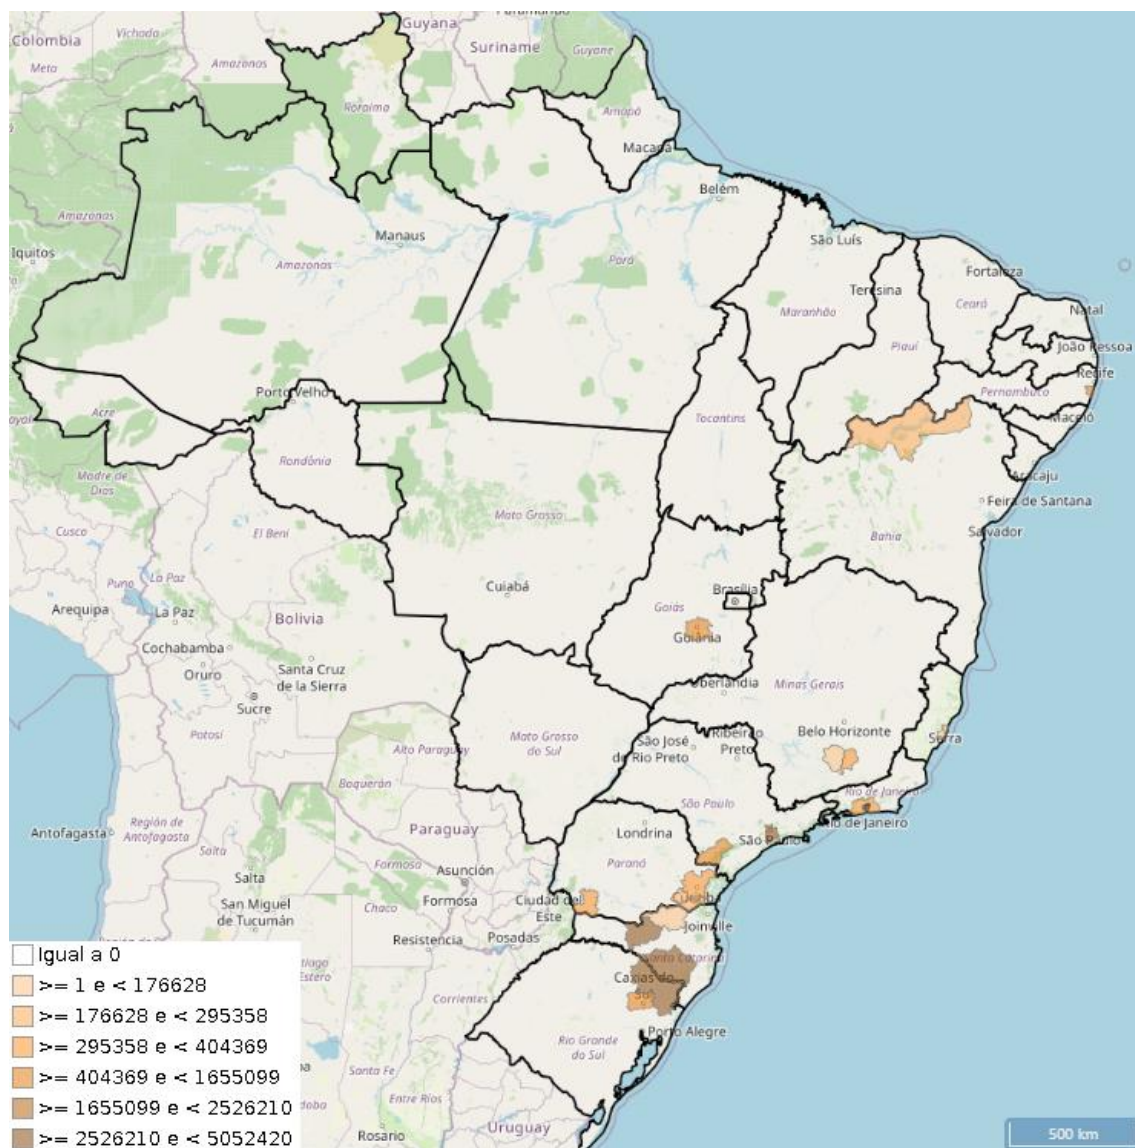 Paramaribo
Guyana
Colombia
Vichada
Suriname
Guyane
Meta
Amazonas
Roraima
Amapá
Macapá
Belém
Amazonas
Iquitos
Manaus
São Luís
Amazonas
Pará
Fortaleza
Teresina
Ceará
Maranhão
Natal
Piauí
João Pessoa
Recife
Porto Velho
Pernambuco
Acre
Tocantins
Maceió
Rondônia
Madre de
Dios
Aracaju
Feira de Santana
Mato Grosso
Cusco
El Beni
Salvador
Bahia
Puno
La Paz
Cuiabá
Brasília
Arequipa
La Paz
Goiás
Bolivia
Goiânia
Cochabamba
Santa Cruz
de la Sierra
Oruro
Uberlândia
Minas Gerais
Sucre
Potosí
Mato Grosso
do Sul
Belo Horizonte
Serra
Alto Paraguay
São José
do Rio Preto
Ribeirão
Preto
Boquerón
Rio de Janeiro
São Paulo
Región de
Antofagasta
Antofagasta
Paraguay
Londrina
São Paulo
Rio de Janeiro
Salta
Paraná
Formosa
Asunción
Salta
Ciudad del
Este
Chaco
Formosa
San Miguel
de Tucumán
Joinville
Posadas
Resistencia
Santa Catarina
Igual a 0
Caxias do
Sul
>= 1 e < 176628
Corrientes
>= 176628 e < 295358
Porto Alegre
Rio Grande
do Sul
>= 295358 e < 404369
>= 404369 e < 1655099
Santa Fe
Entre Ríos
>= 1655099 e < 2526210
Uruguay
500 km
>= 2526210 e < 5052420
Rosario